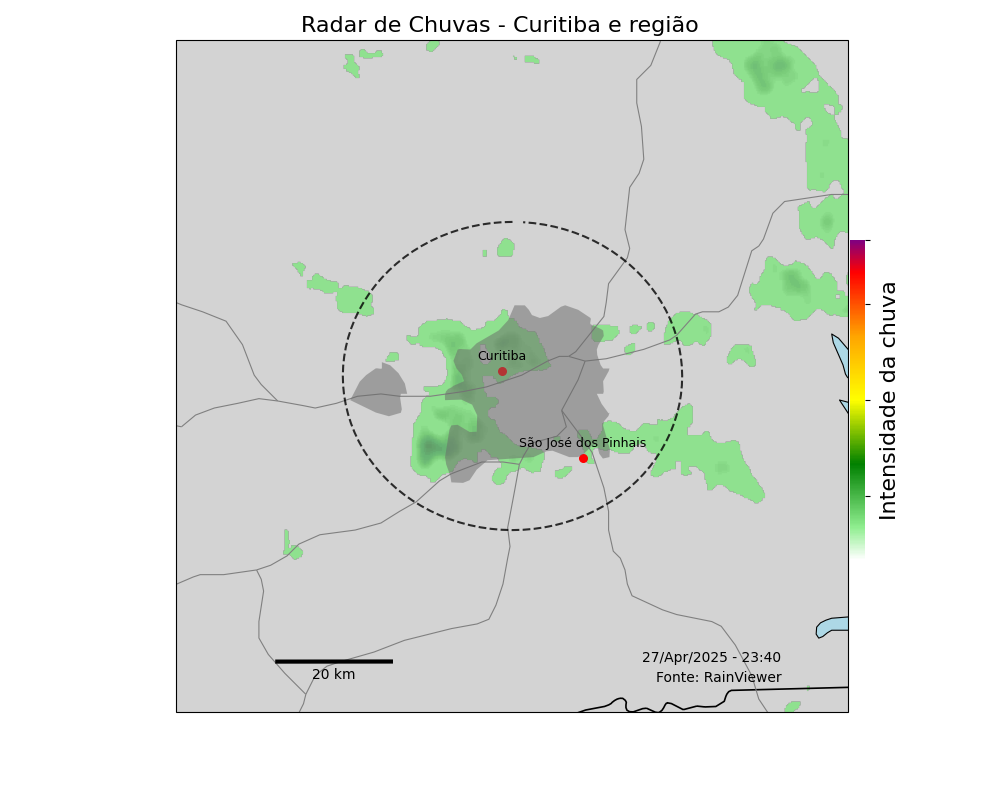 Radar de Chuvas - Curitiba e região
Curitiba
São José dos Pinhais
Intensidade da chuva
20 km
27/Apr/2025 - 23:40
Fonte: RainViewer